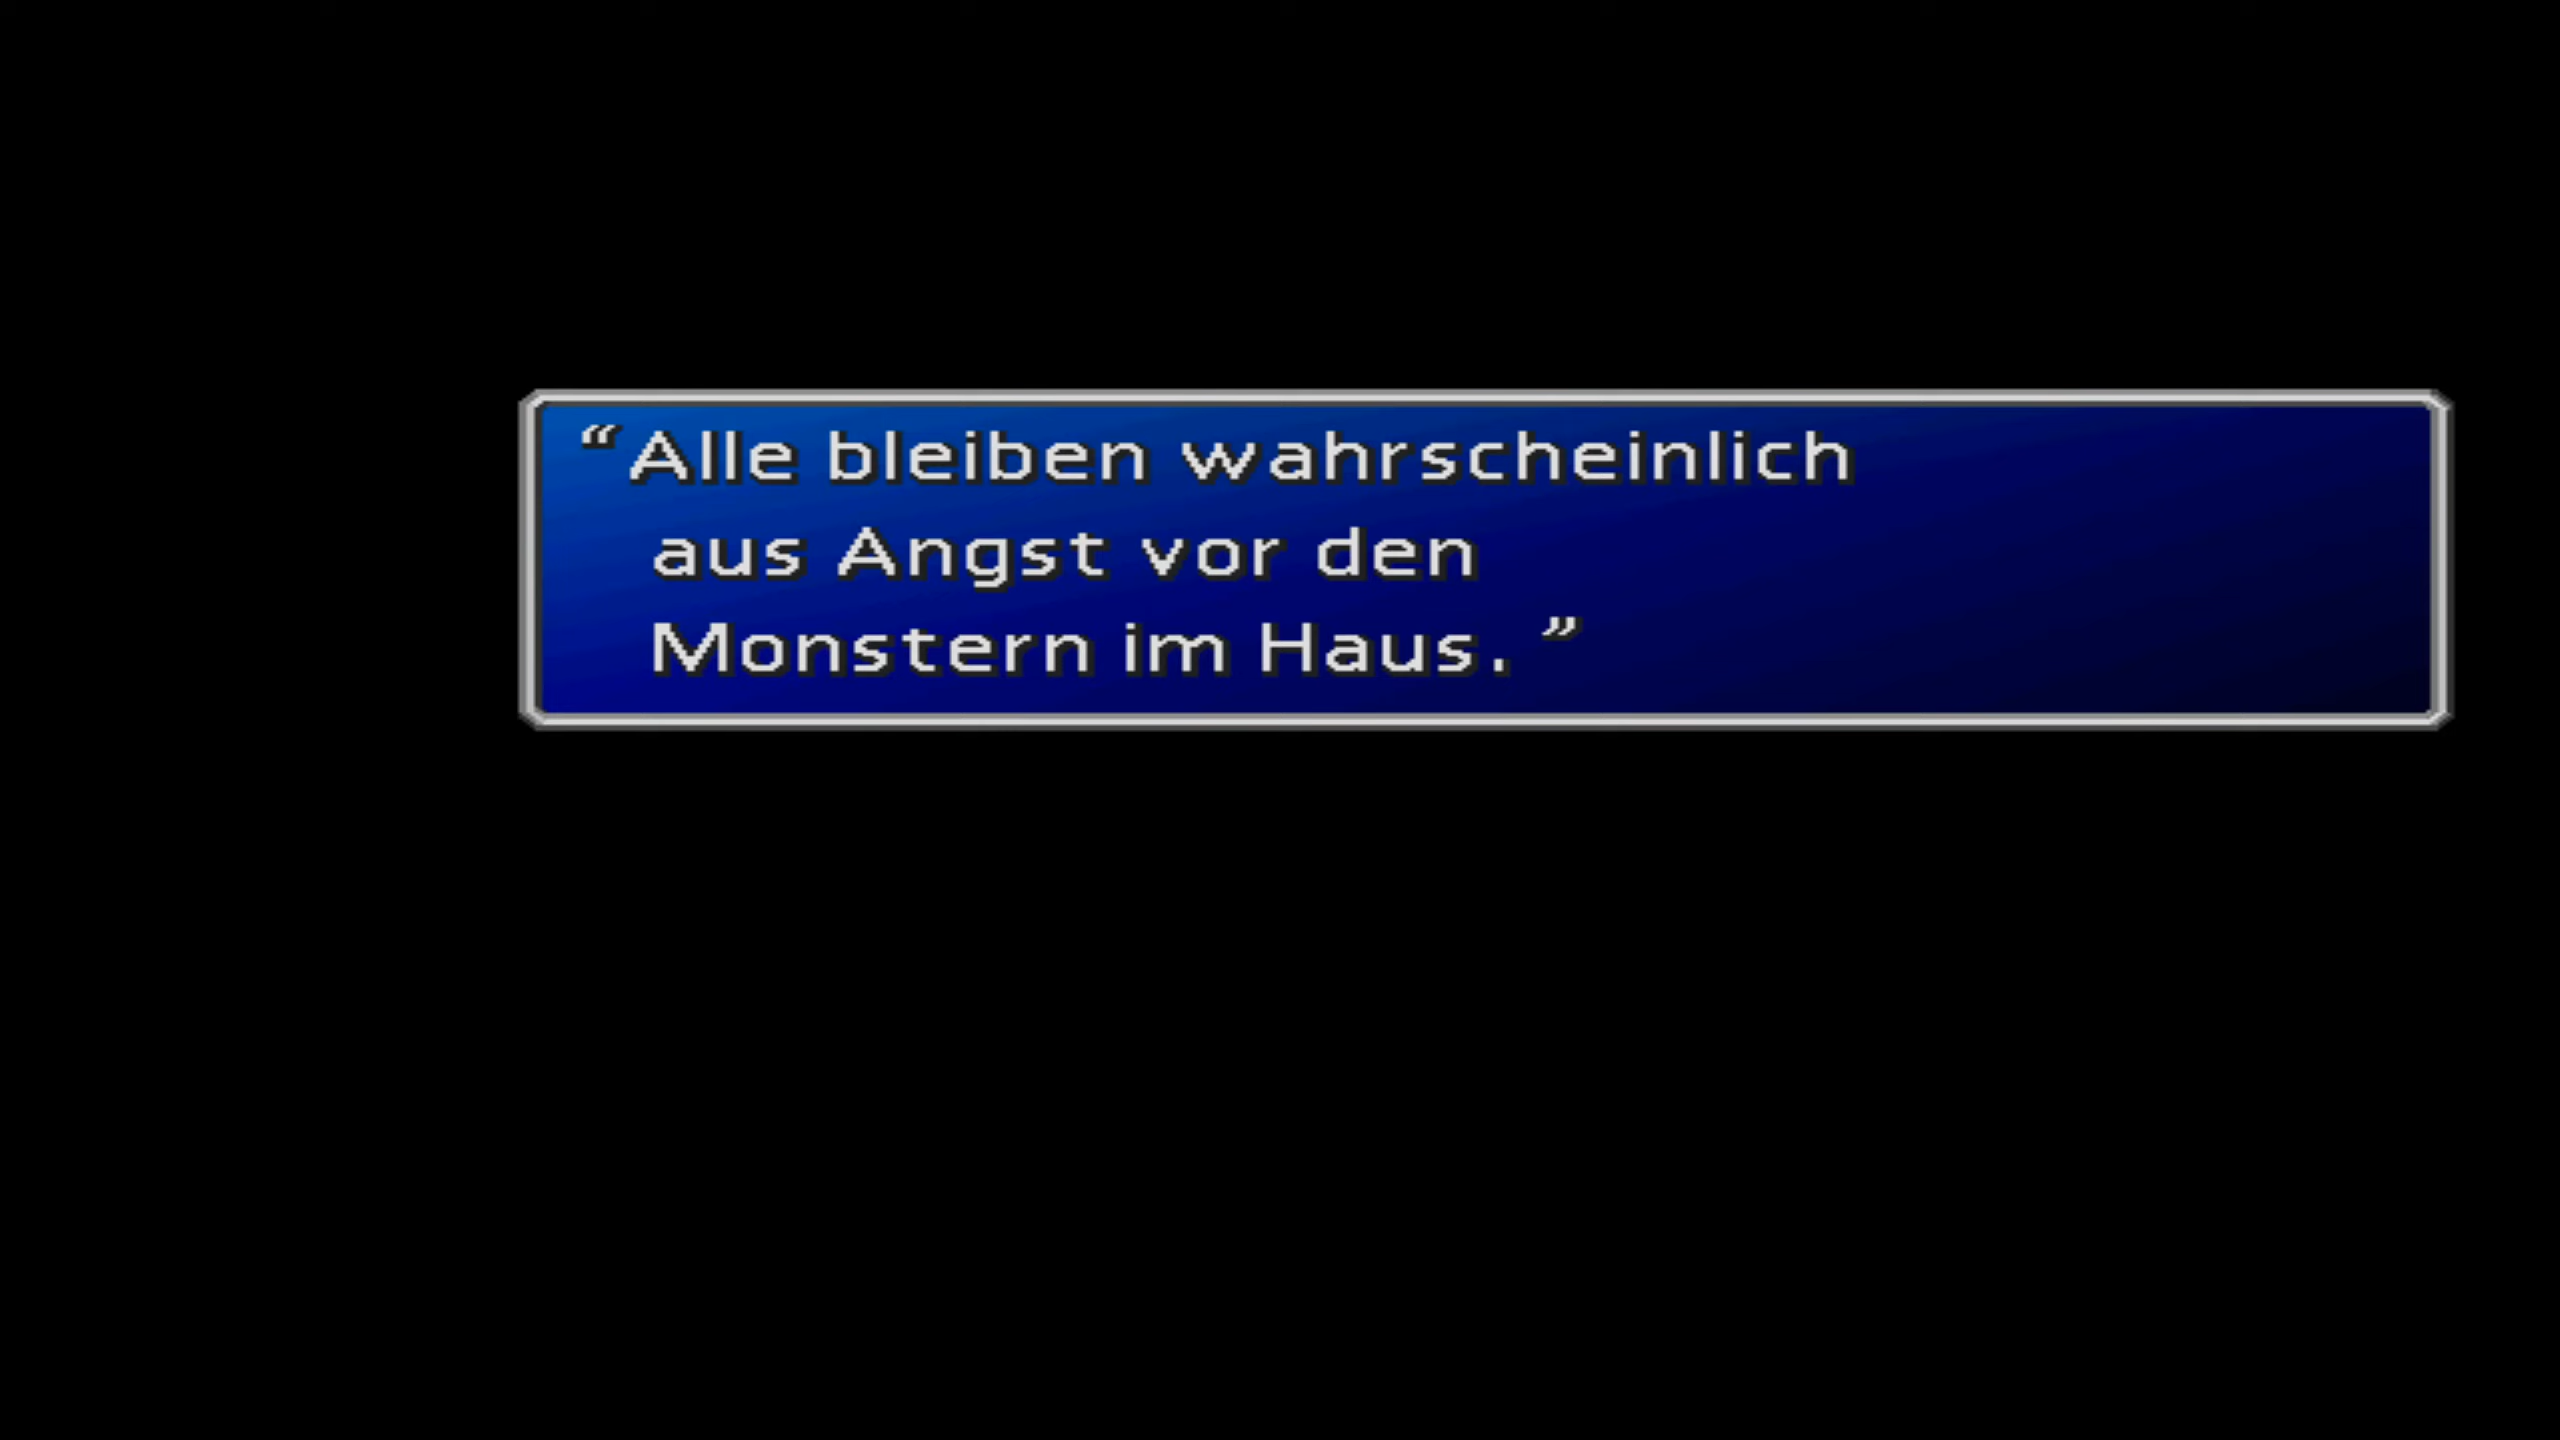 “Alle bleiben wahrscheinlich
aus Angst vor den
Monstern im Haus. ”